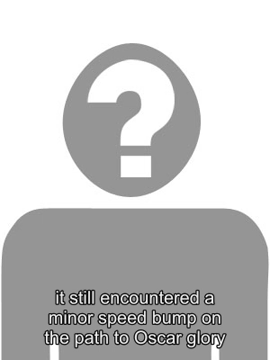 ?
it still encountered a
minor speed bump on
the path to Oscar glory